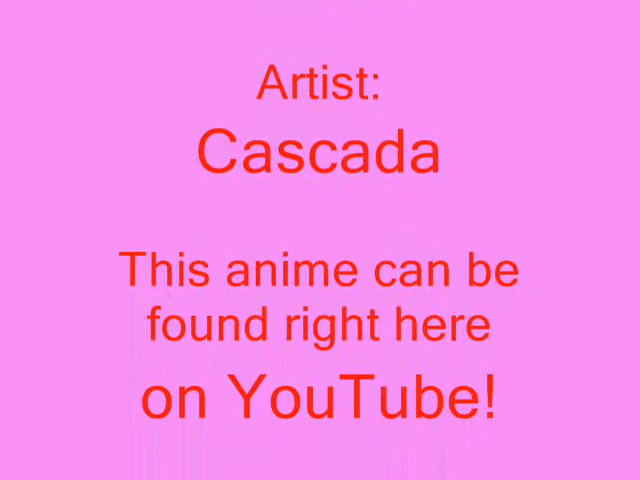 Artist:
Cascada
This anime can be
found right here
on YouTube!